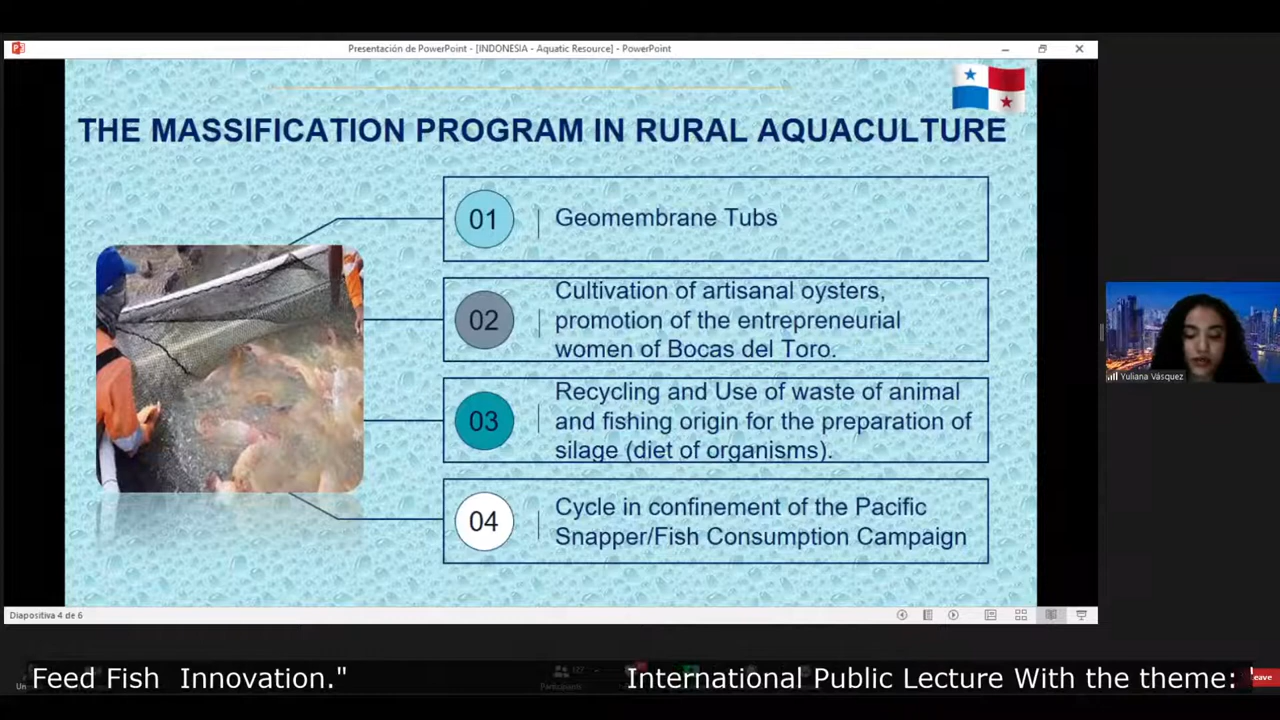 Presentación de PowerPoint - [INDONESIA - Aquatic Resource] - PowerPoint
THE MASSIFICATION PROGRAM IN RURAL AQUACULTURE
01
Geomembrane Tubs
02
Cultivation of artisanal oysters,
promotion of the entrepreneurial
women of Bocas del Toro.
03
Recycling and Use of waste of animal
and fishing origin for the preparation of
silage (diet of organisms).
04
Cycle in confinement of the Pacific
Snapper/Fish Consumption Campaign
Yuliana Vásquez
Diapositiva 4 de 6
Feed Fish Innovation." International Public Lecture With the theme: "
127
Participants